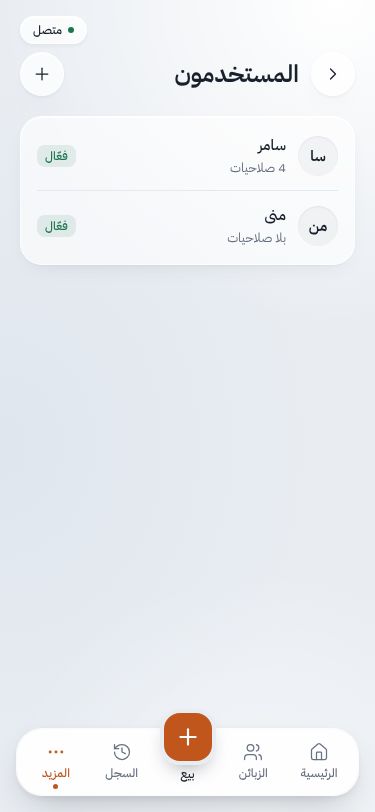 متصل
المستخدمون
سا
سامر
4 صلاحيات
فعّال
من
منى
بلا صلاحيات
فعّال
الرئيسية
الزبائن
بيع
السجل
المزيد